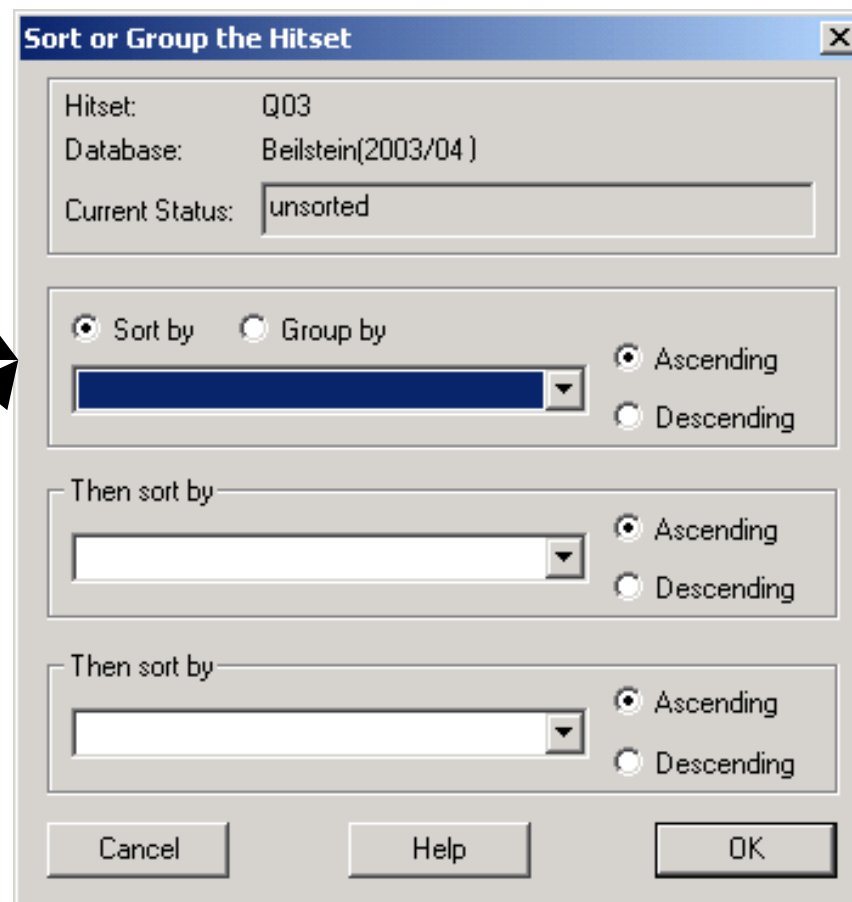 Sort or Group the Hitset
Hitset: Q03
Database: Beilstein(2003/04 )
Current Status: unsorted
Sort by Group by
Ascending
Descending
Then sort by
Ascending
Descending
Then sort by
Ascending
Descending
Cancel Help OK